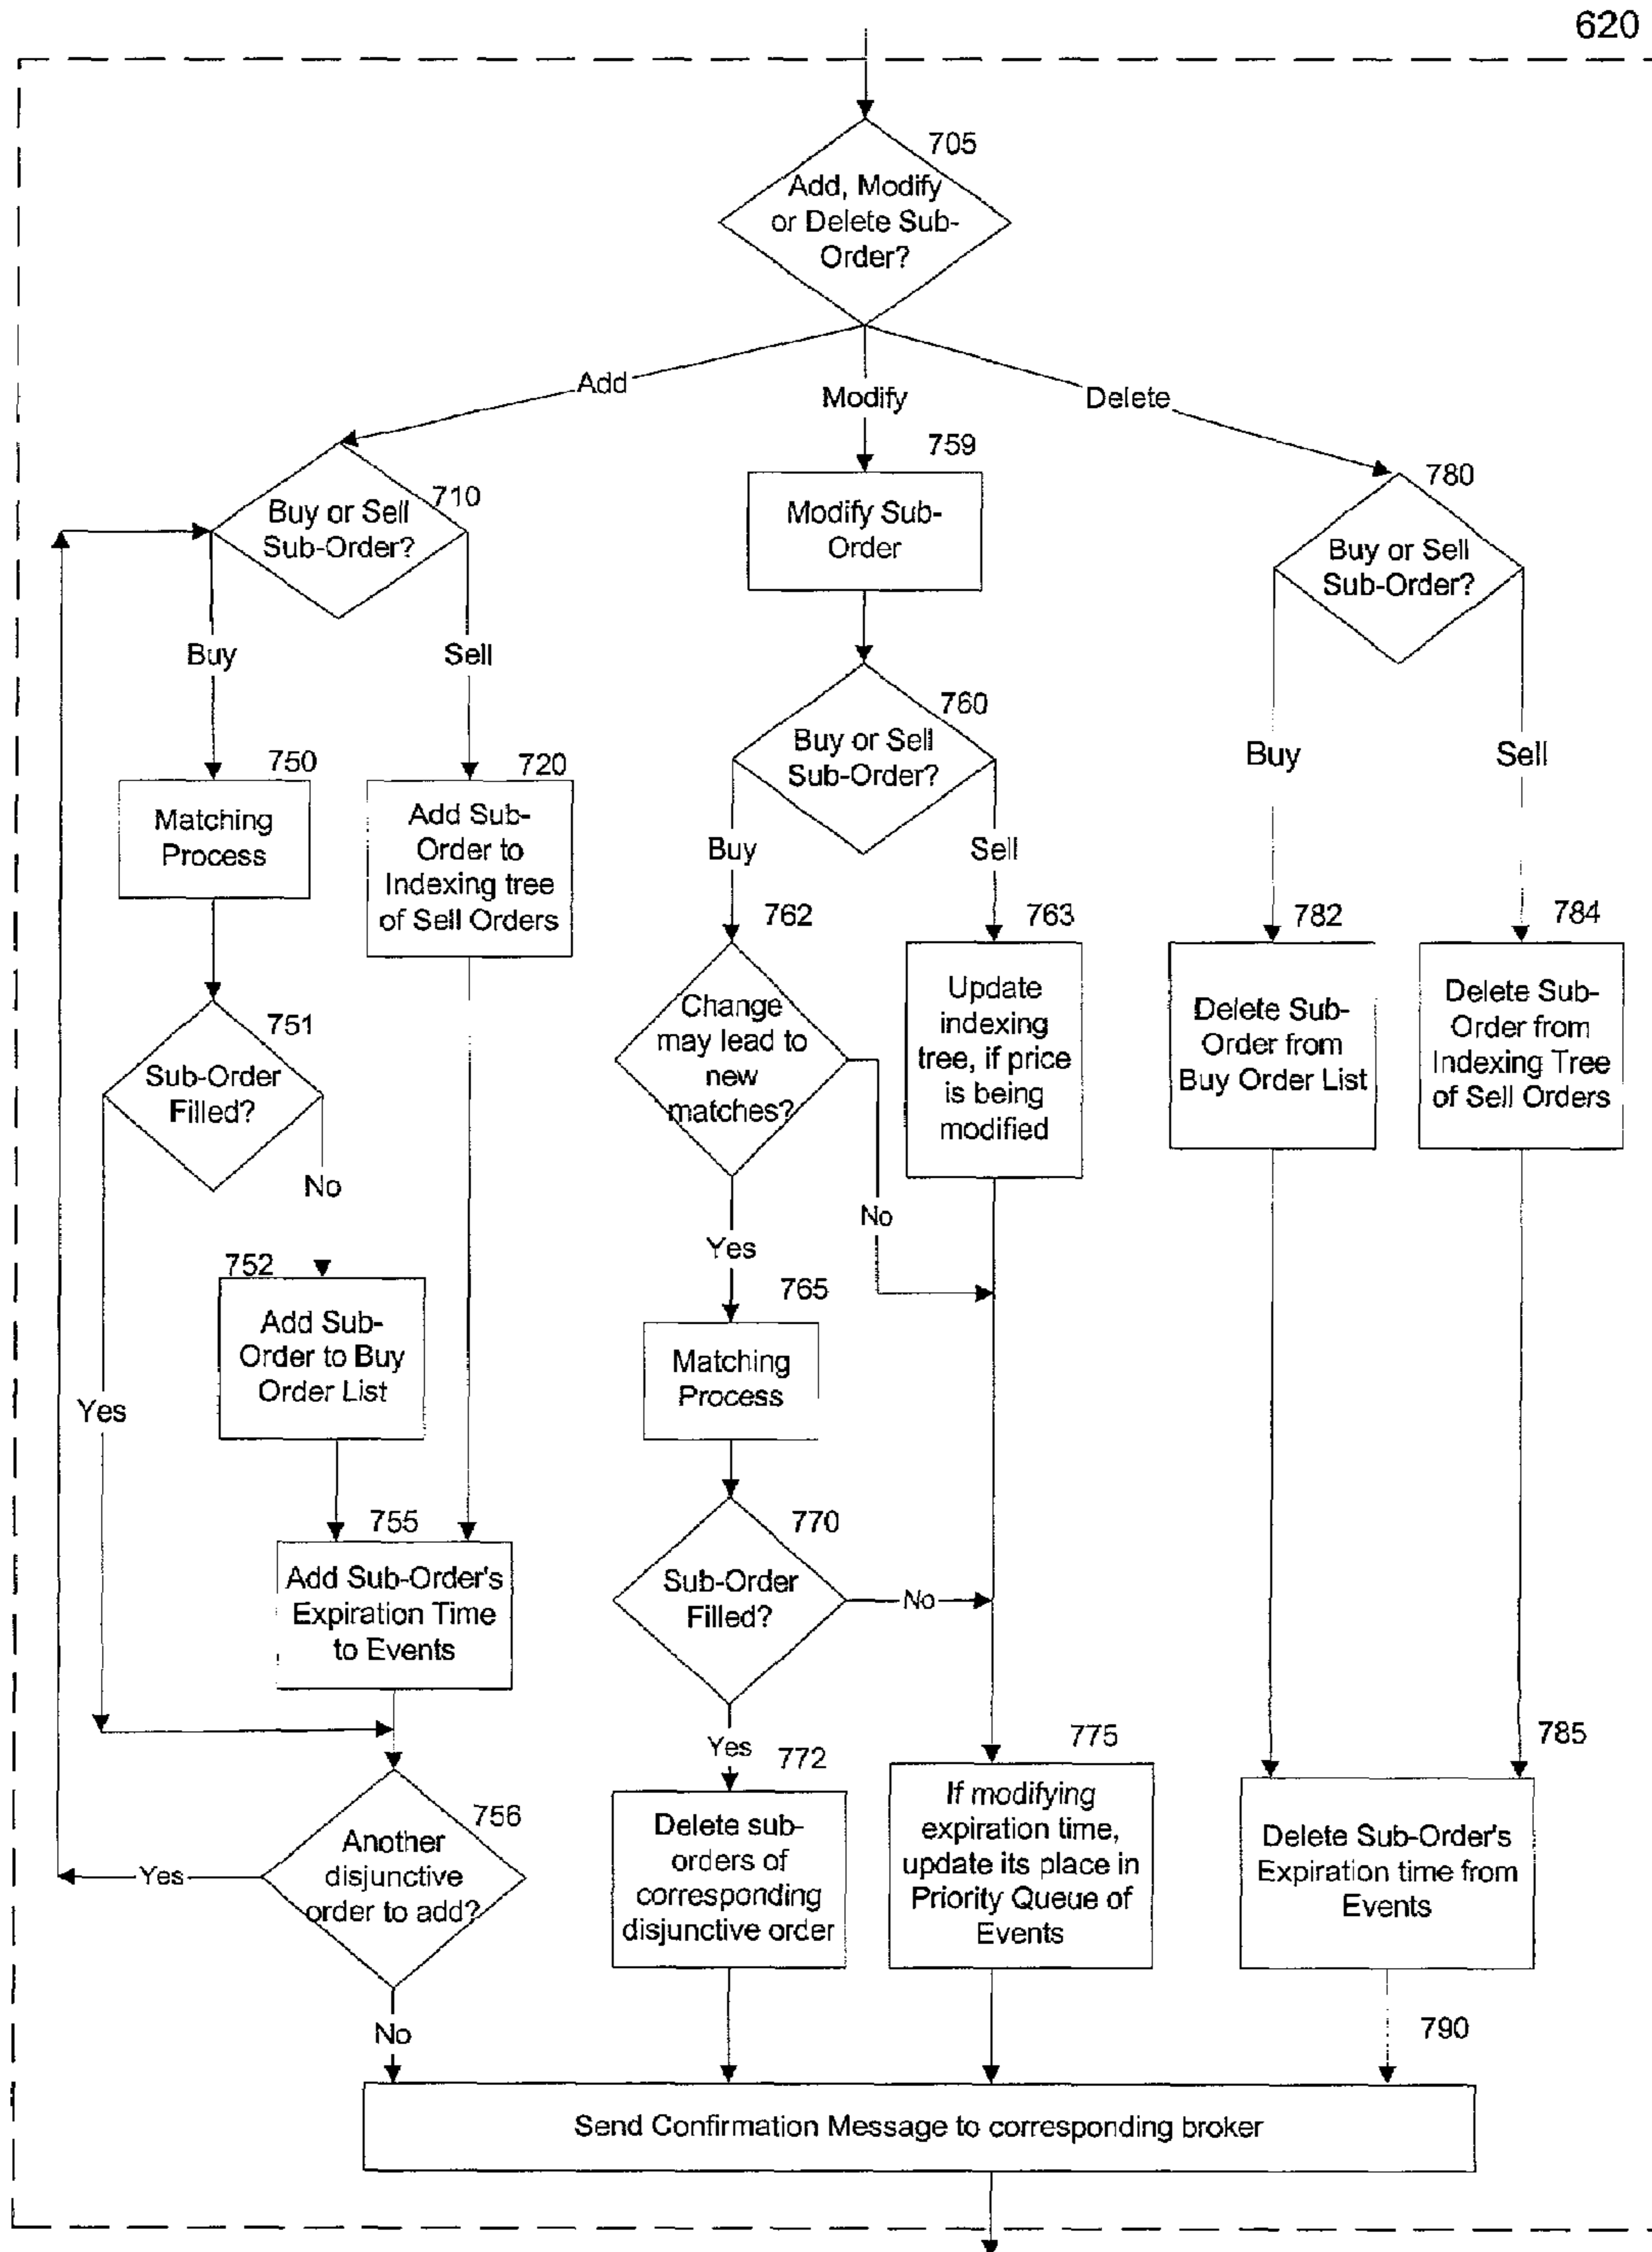 620
705
Add, Modify
or Delete Sub-
Order?
Add
Modify
Delete
710
Buy or Sell
Sub-Order?
Buy
Sell
759
Modify Sub-
Order
780
Buy or Sell
Sub-Order?
Buy
Sell
760
Buy or Sell
Sub-Order?
Buy
Sell
750
Matching
Process
720
Add Sub-
Order to
Indexing tree
of Sell Orders
751
Sub-Order
Filled?
Yes
No
752
Add Sub-
Order to Buy
Order List
755
Add Sub-Order's
Expiration Time
to Events
756
Another
disjunctive
order to add?
Yes
No
762
Change
may lead to
new
matches?
Yes
No
763
Update
indexing
tree, if price
is being
modified
765
Matching
Process
770
Sub-Order
Filled?
No
Yes
772
Delete sub-
orders of
corresponding
disjunctive order
775
If modifying
expiration time,
update its place in
Priority Queue of
Events
782
Delete Sub-
Order from
Buy Order List
784
Delete Sub-
Order from
Indexing Tree
of Sell Orders
785
Delete Sub-Order's
Expiration time from
Events
790
Send Confirmation Message to corresponding broker